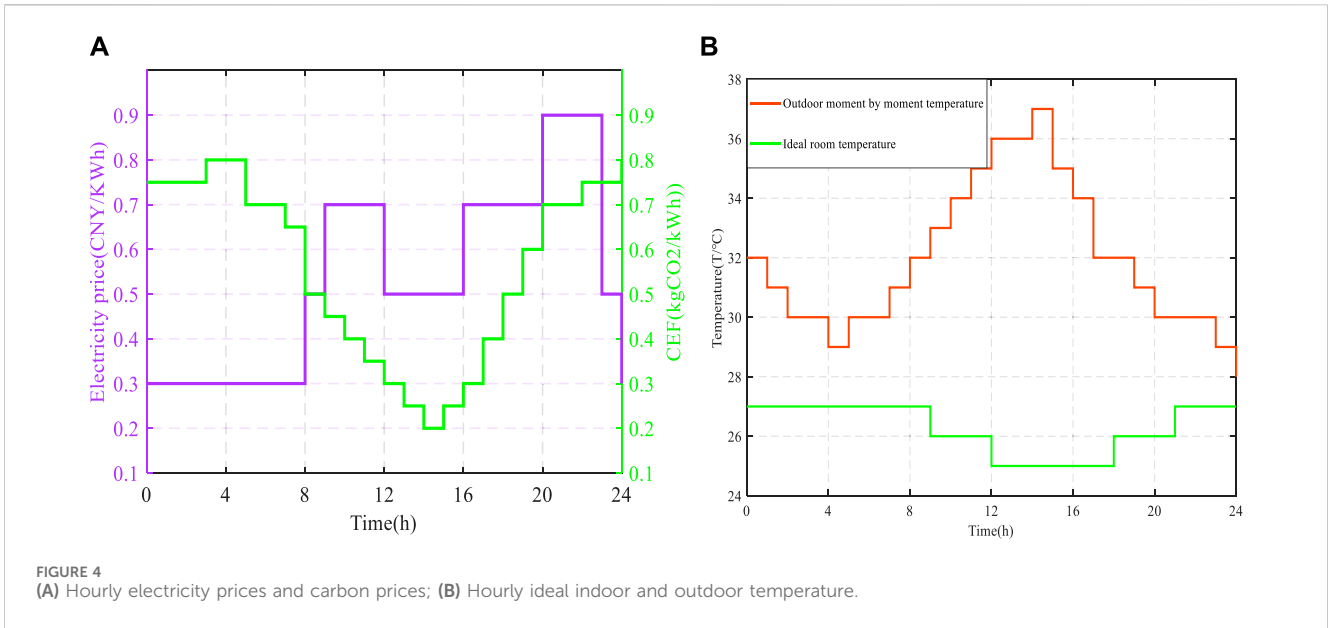 A
Electricity price(CNY/KWh)
0.9
0.8
0.7
0.6
0.5
0.4
0.3
0.2
0.1
0.9
0.8
0.7
0.6
0.5
0.4
0.3
0.2
0.1
CEF(kgCO2/kWh))
0 4 8 12 16 20 24
Time(h)
B
Temperature(T/°C)
38
36
34
32
30
28
26
24
Outdoor moment by moment temperature
Ideal room temperature
0 4 8 12 16 20 24
Time(h)
FIGURE 4
(A) Hourly electricity prices and carbon prices; (B) Hourly ideal indoor and outdoor temperature.